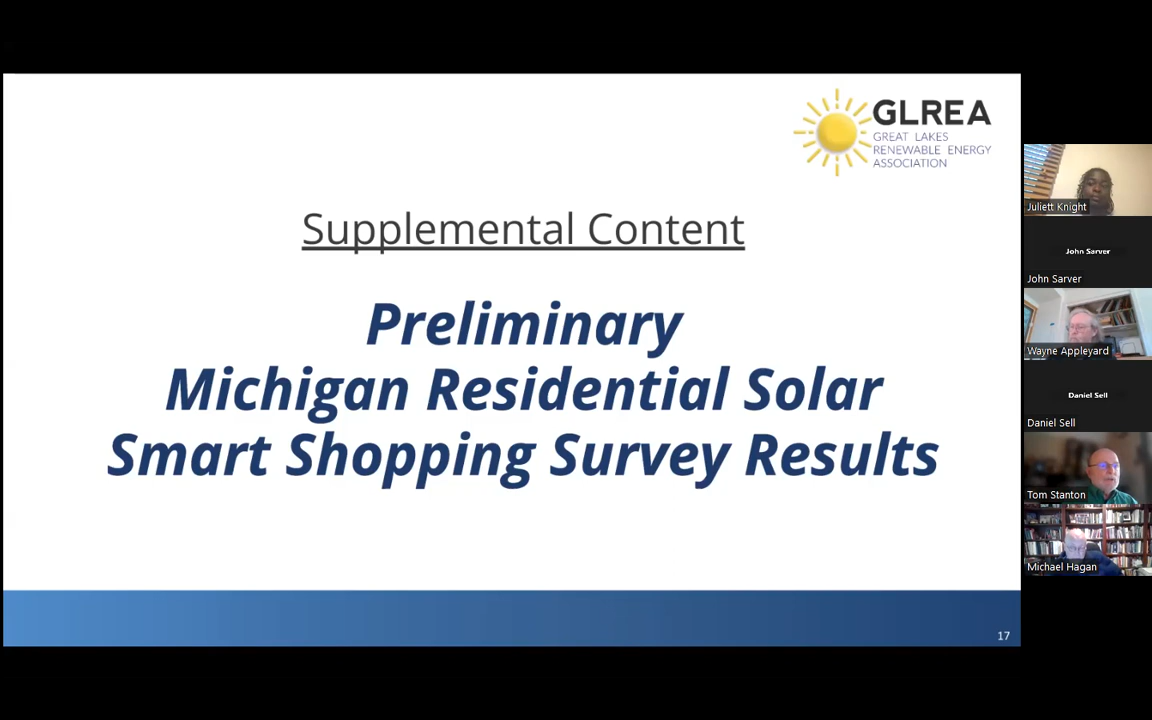 GLREA
GREAT LAKES
RENEWABLE ENERGY
ASSOCIATION
Supplemental Content
Preliminary
Michigan Residential Solar
Smart Shopping Survey Results
17
Juliett Knight
John Sarver
John Sarver
Wayne Appleyard
Daniel Sell
Daniel Sell
Tom Stanton
Michael Hagan